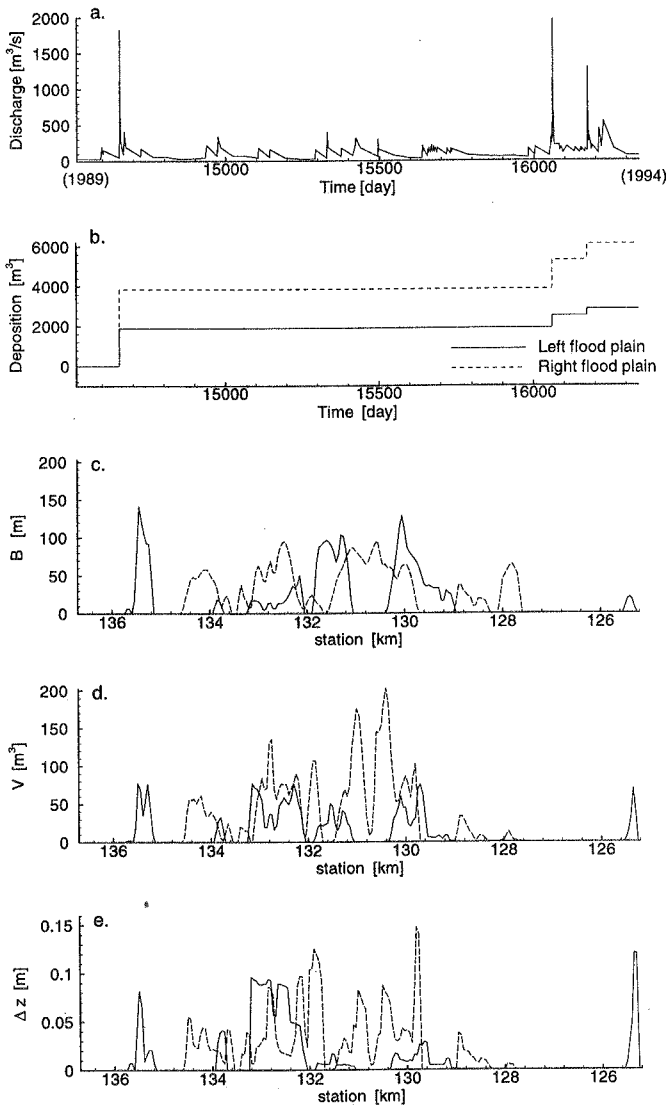 a.
Discharge [m³/s]
2000
1500
1000
500
0
(1989)
15000
15500
16000
(1994)
Time [day]
b.
Deposition [m³]
6000
4000
2000
0
Left flood plain
Right flood plain
15000
15500
16000
Time [day]
c.
B [m]
200
150
100
50
0
136
134
132
130
128
126
station [km]
d.
V [m³]
200
150
100
50
0
136
134
132
130
128
126
station [km]
e.
Δ z [m]
0.15
0.1
0.05
0
136
134
132
130
128
126
station [km]